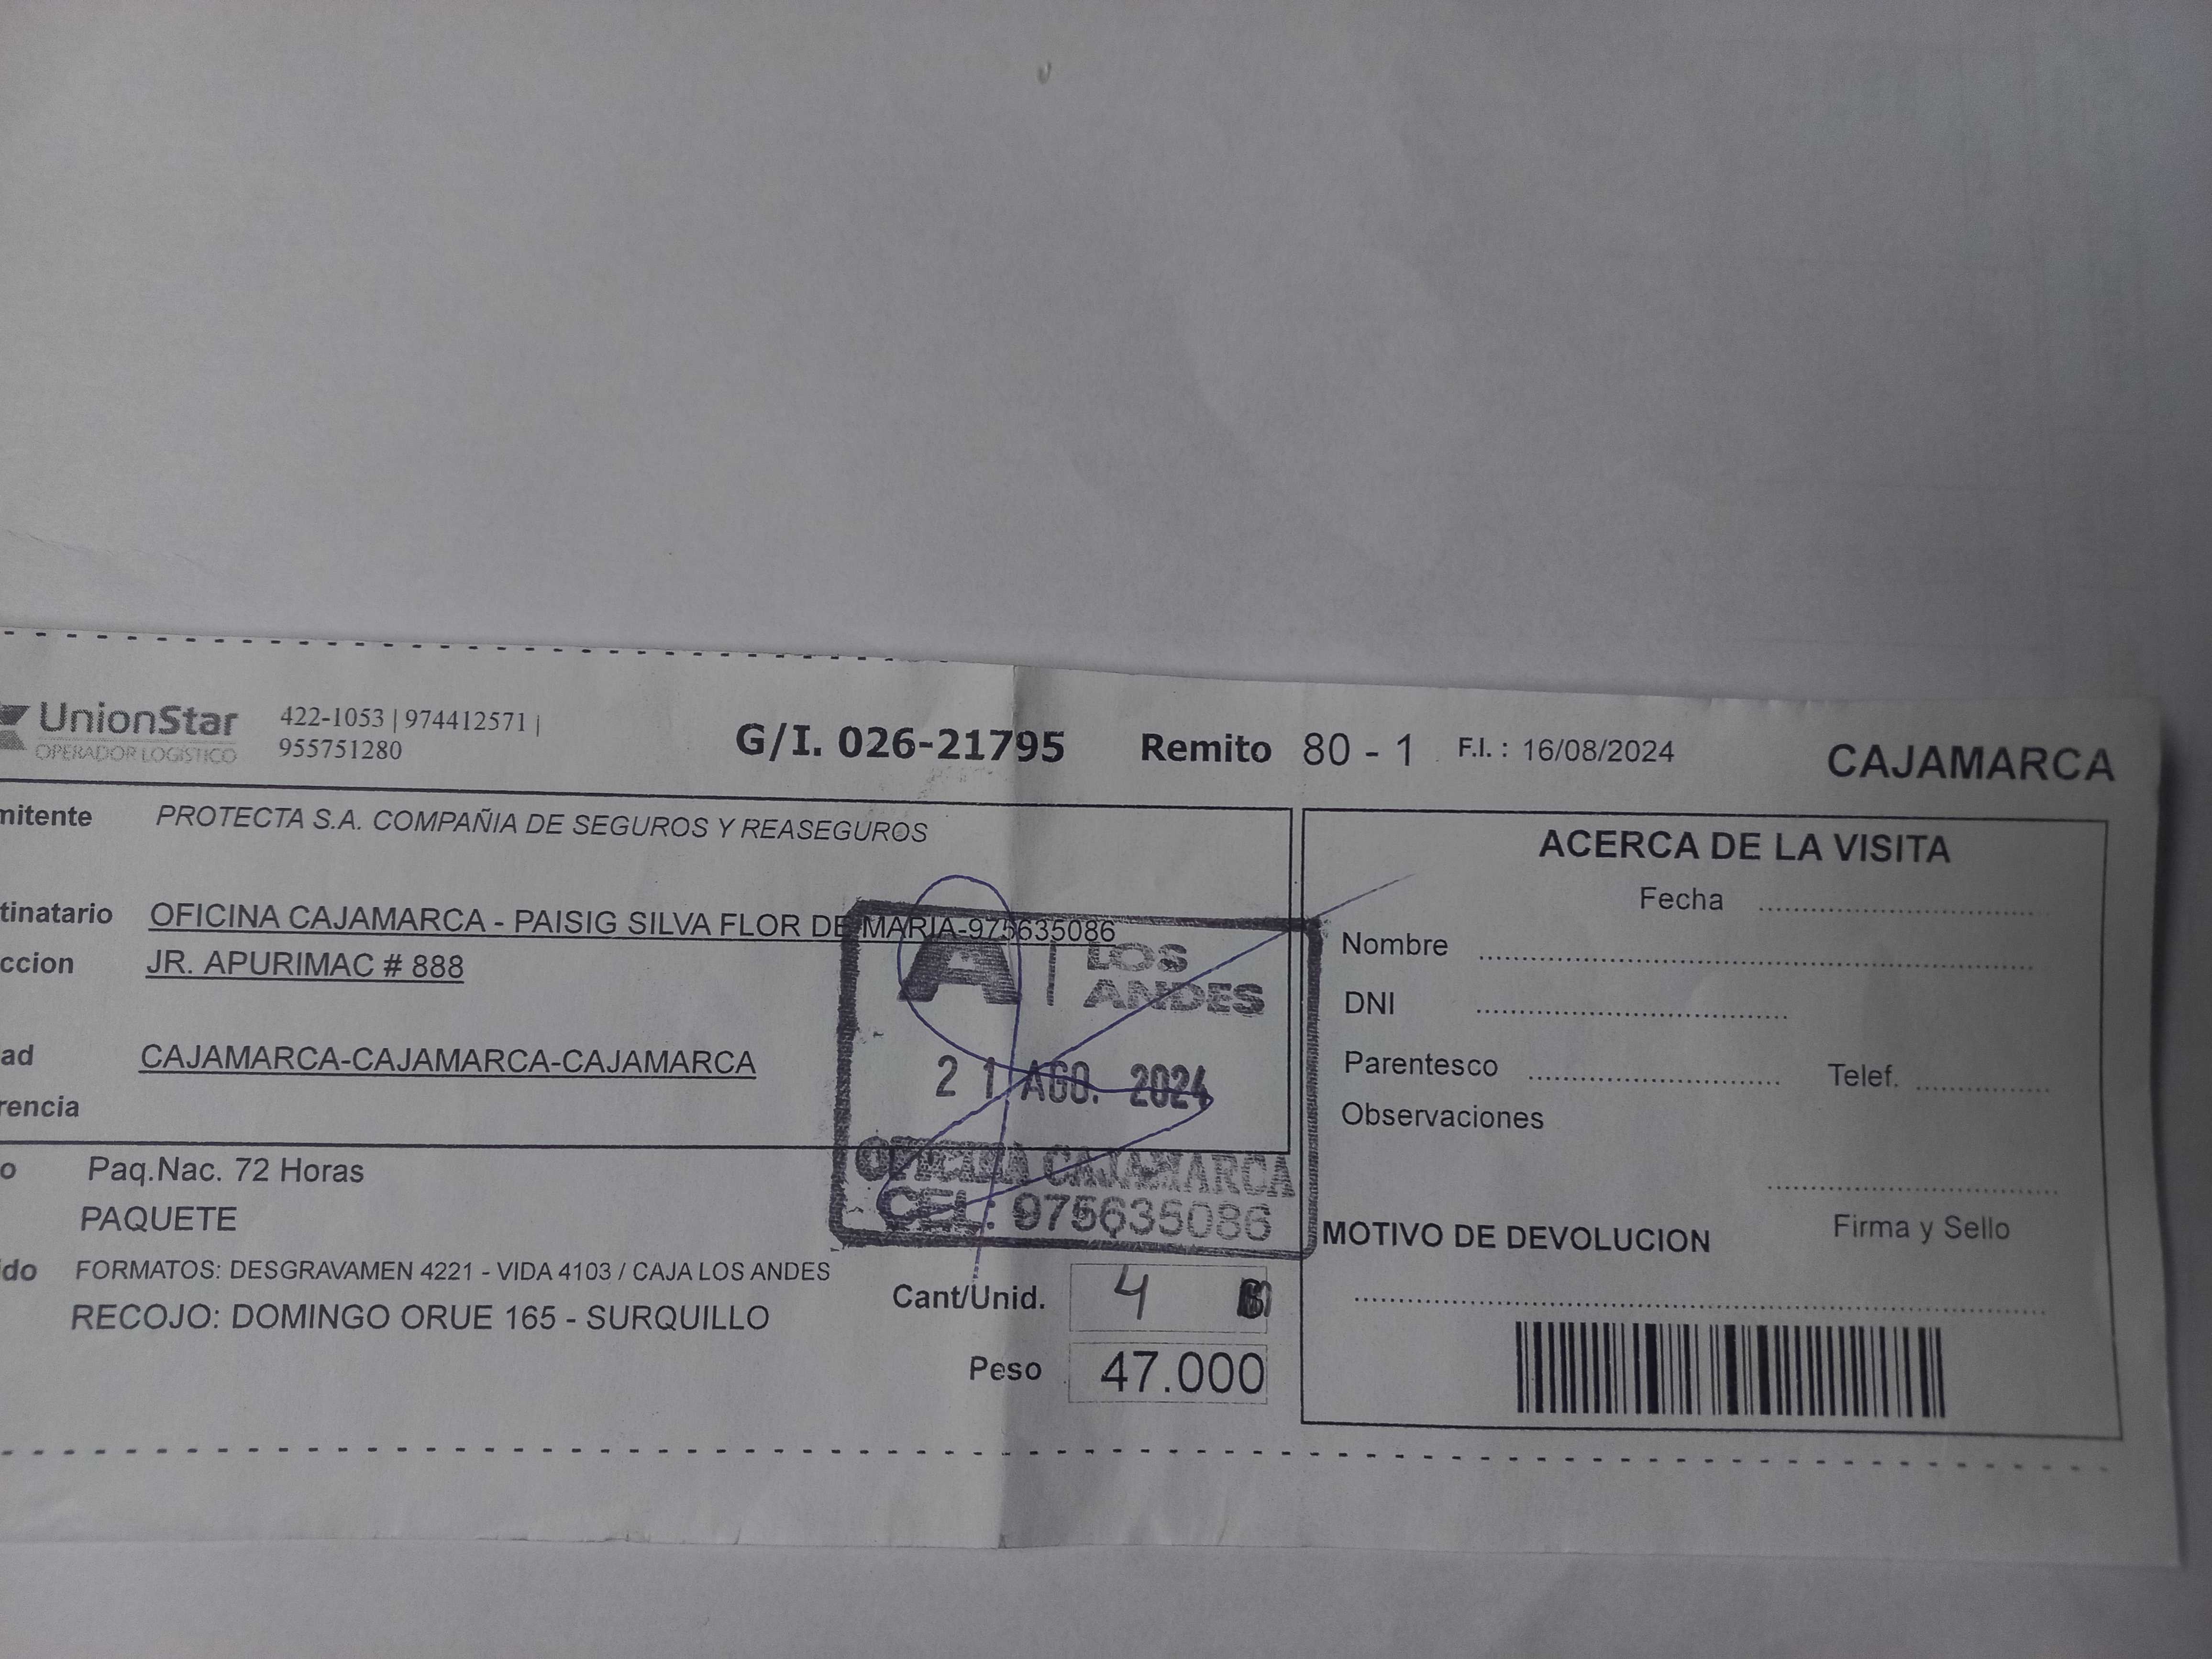 UnionStar
OPERADOR LOGÍSTICO
422-1053 | 974412571 |
955751280
G/I. 026-21795 Remito 80 - 1 F.I. : 16/08/2024 CAJAMARCA
mitente PROTECTA S.A. COMPAÑIA DE SEGUROS Y REASEGUROS
tinatario OFICINA CAJAMARCA - PAISIG SILVA FLOR DE MARIA-975635086
ccion JR. APURIMAC # 888
ad CAJAMARCA-CAJAMARCA-CAJAMARCA
rencia
o Paq.Nac. 72 Horas
PAQUETE
do FORMATOS: DESGRAVAMEN 4221 - VIDA 4103 / CAJA LOS ANDES
RECOJO: DOMINGO ORUE 165 - SURQUILLO
Cant/Unid. 4
Peso 47.000
A | LOS
ANDES
21 AGO. 2024
OFICINA CAJAMARCA
CEL: 975635086
ACERCA DE LA VISITA
Fecha
Nombre
DNI
Parentesco Telef.
Observaciones
Firma y Sello
MOTIVO DE DEVOLUCION